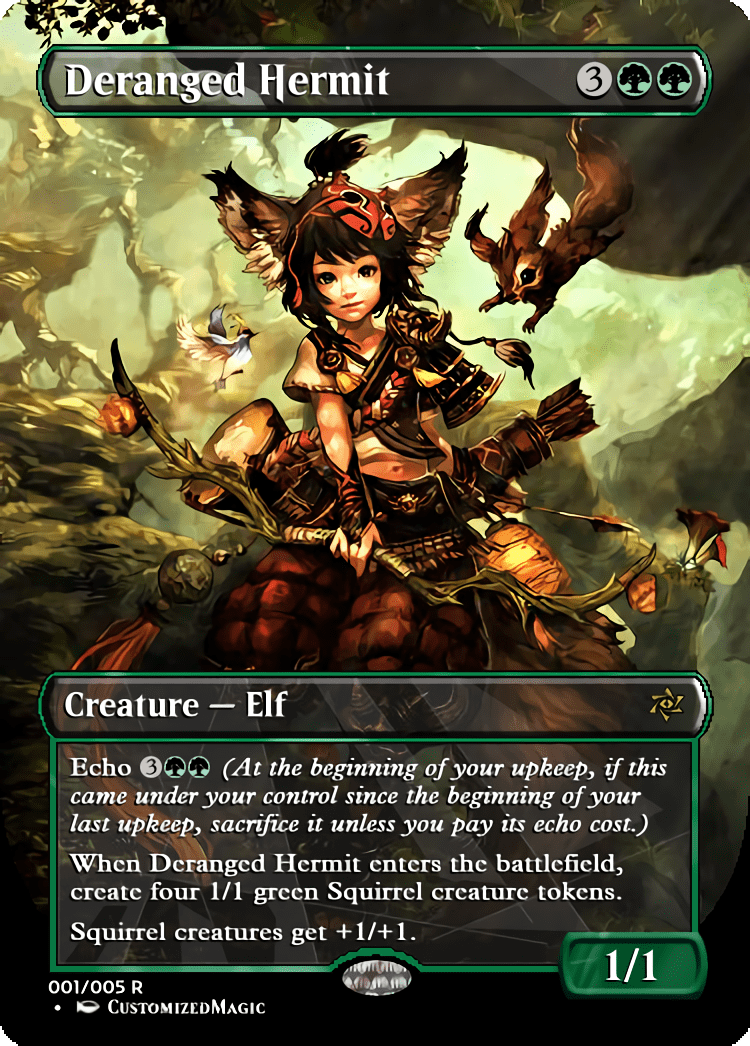 Deranged Hermit 3
Creature — Elf
Echo 3 (At the beginning of your upkeep, if this
came under your control since the beginning of your
last upkeep, sacrifice it unless you pay its echo cost.)
When Deranged Hermit enters the battlefield,
create four 1/1 green Squirrel creature tokens.
Squirrel creatures get +1/+1.
1/1
001/005 R
• CustomizedMagic